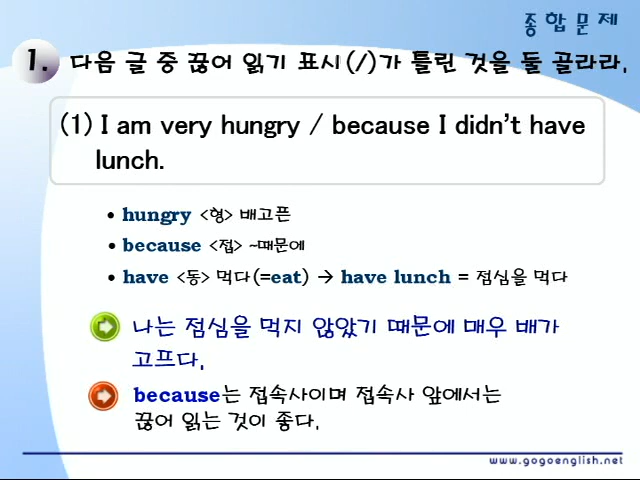 종합문제
1. 다음 글 중 끊어 읽기 표시(/)가 틀린 것을 둘 골라라.
(1) I am very hungry / because I didn't have
lunch.
• hungry <형> 배고픈
• because <접> ~때문에
• have <동> 먹다(=eat) → have lunch = 점심을 먹다
나는 점심을 먹지 않았기 때문에 매우 배가
고프다.
because는 접속사이며 접속사 앞에서는
끊어 읽는 것이 좋다.
www.gogoenglish.net